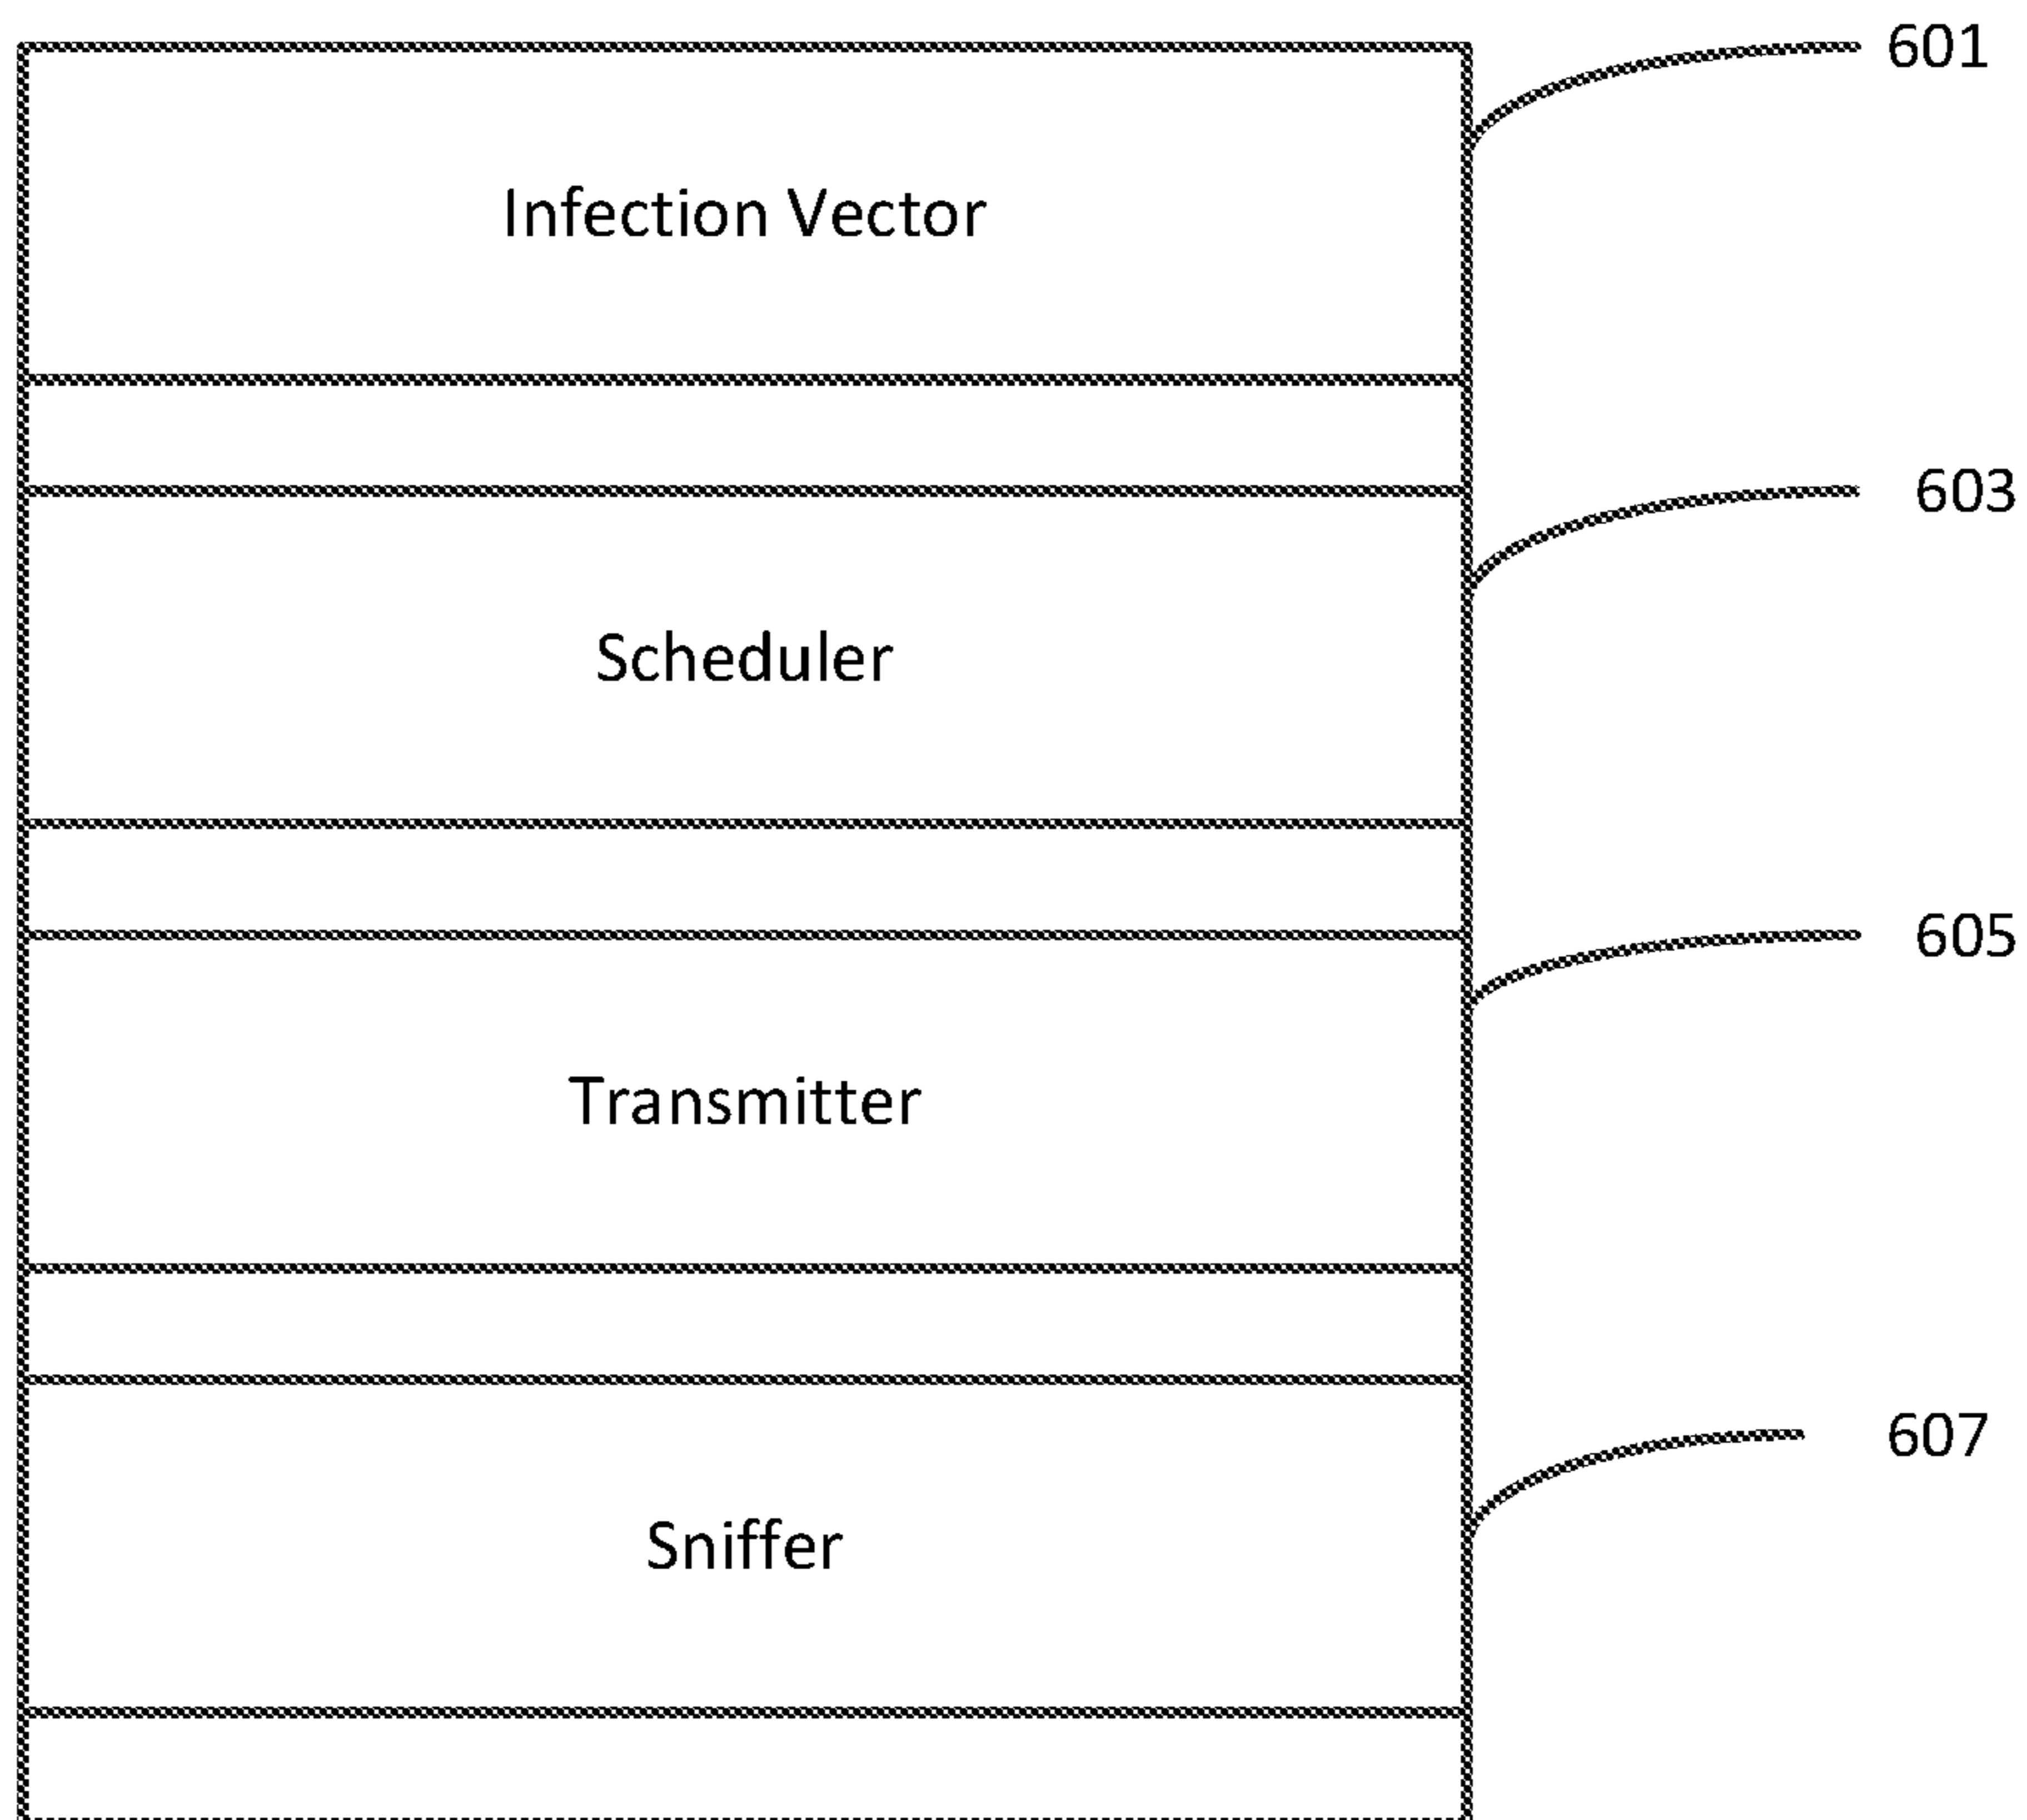 601
Infection Vector
603
Scheduler
605
Transmitter
607
Sniffer